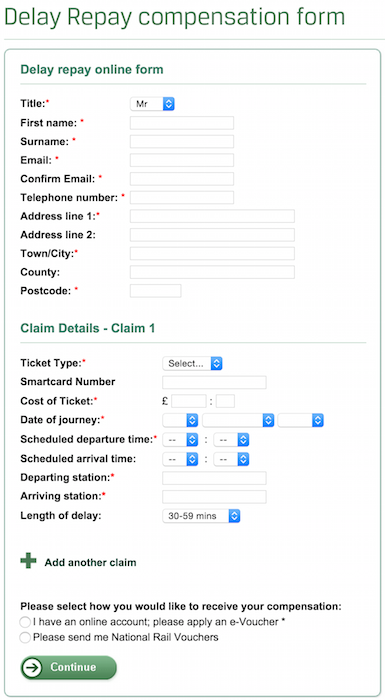 Delay Repay compensation form
Delay repay online form
Title:* Mr
First name: *
Surname: *
Email: *
Confirm Email: *
Telephone number: *
Address line 1:*
Address line 2:
Town/City:*
County:
Postcode: *
Claim Details - Claim 1
Ticket Type:* Select...
Smartcard Number
Cost of Ticket:* £ :
Date of journey:*
Scheduled departure time:* -- : --
Scheduled arrival time: -- : --
Departing station:*
Arriving station:*
Length of delay: 30-59 mins
Add another claim
Please select how you would like to receive your compensation:
I have an online account; please apply an e-Voucher *
Please send me National Rail Vouchers
Continue